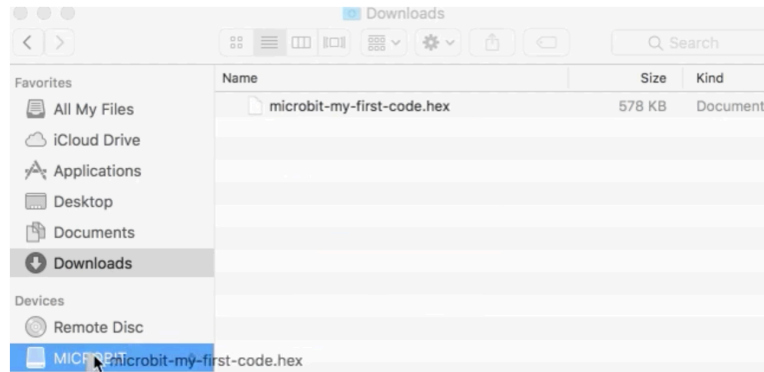 Downloads
Search
Favorites
All My Files
iCloud Drive
Applications
Desktop
Documents
Downloads
Devices
Remote Disc
MICROBIT
Name Size Kind
microbit-my-first-code.hex 578 KB Document
microbit-my-first-code.hex